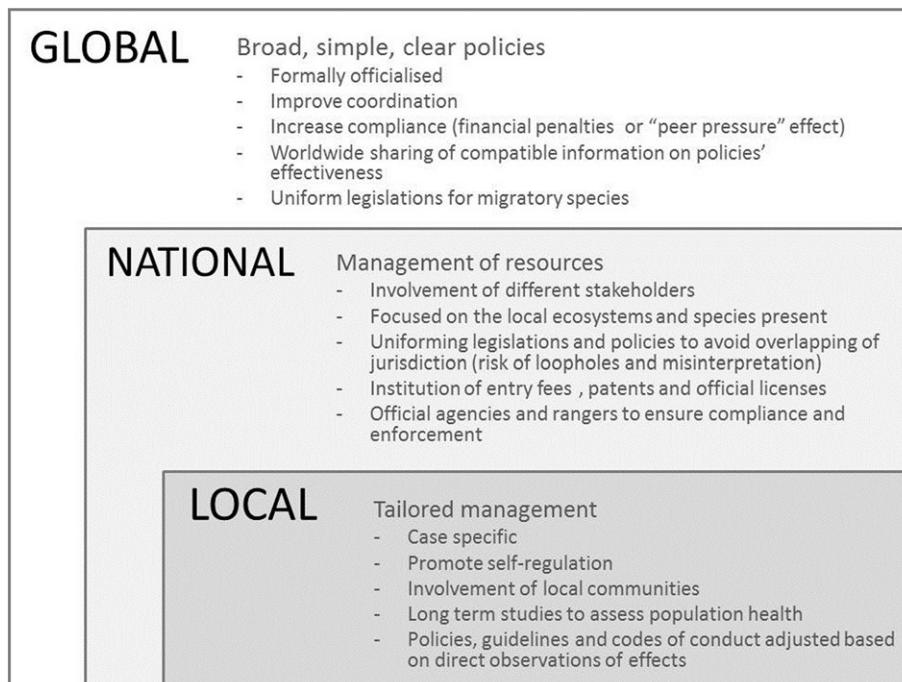 GLOBAL
Broad, simple, clear policies
- Formally officialised
- Improve coordination
- Increase compliance (financial penalties or “peer pressure” effect)
- Worldwide sharing of compatible information on policies’
effectiveness
- Uniform legislations for migratory species
NATIONAL
Management of resources
- Involvement of different stakeholders
- Focused on the local ecosystems and species present
- Uniforming legislations and policies to avoid overlapping of
jurisdiction (risk of loopholes and misinterpretation)
- Institution of entry fees , patents and official licenses
- Official agencies and rangers to ensure compliance and
enforcement
LOCAL
Tailored management
- Case specific
- Promote self-regulation
- Involvement of local communities
- Long term studies to assess population health
- Policies, guidelines and codes of conduct adjusted based
on direct observations of effects